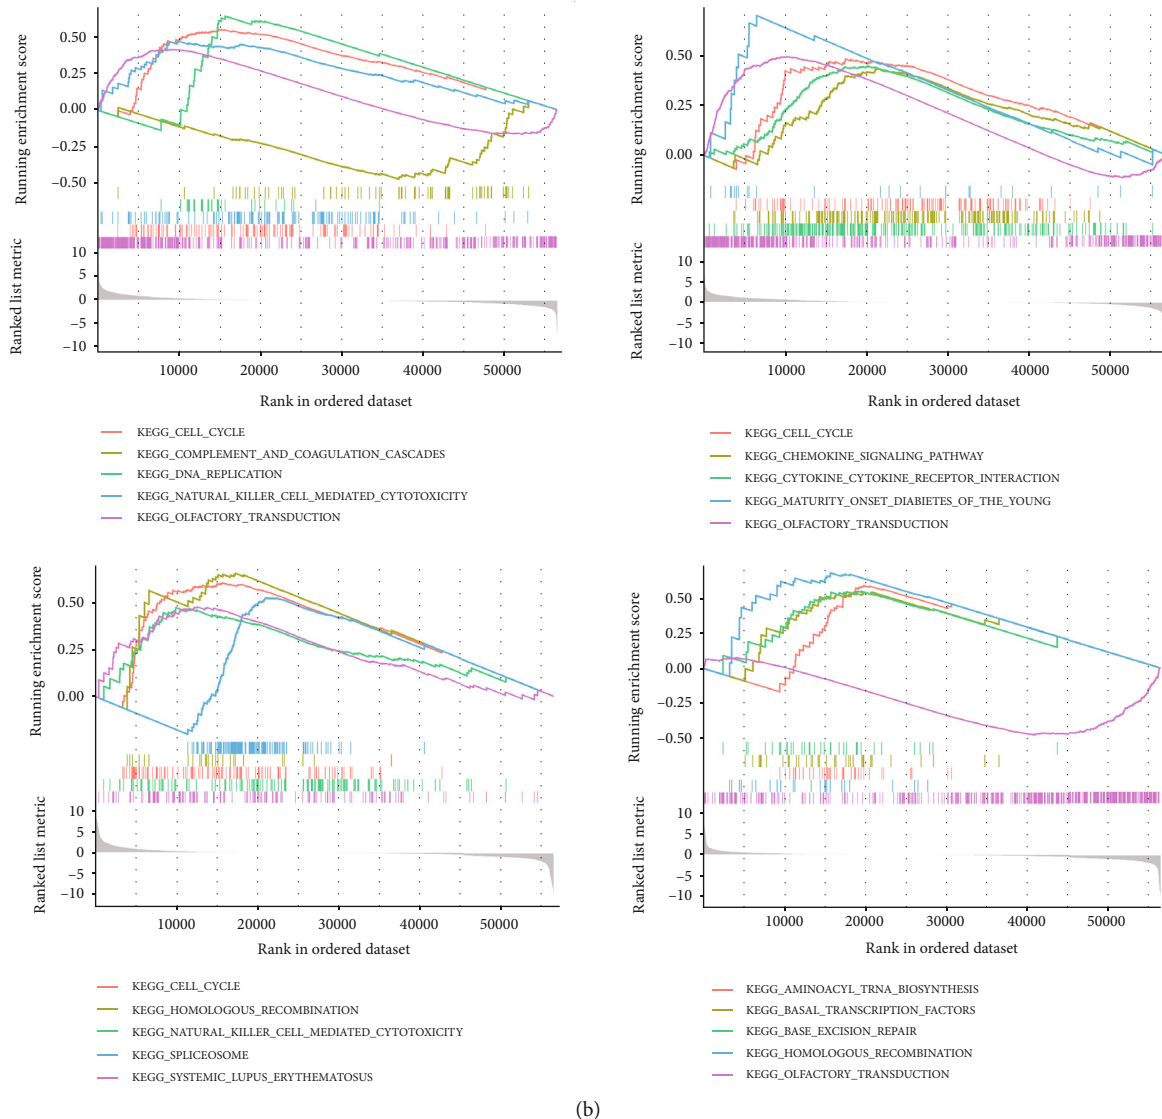 Running enrichment score
0.50
0.25
0.00
−0.25
−0.50
Ranked list metric
10
5
0
−5
−10
10000 20000 30000 40000 50000
Rank in ordered dataset
KEGG_CELL_CYCLE
KEGG_COMPLEMENT_AND_COAGULATION_CASCADES
KEGG_DNA_REPLICATION
KEGG_NATURAL_KILLER_CELL_MEDIATED_CYTOTOXICITY
KEGG_OLFACTORY_TRANSDUCTION
Running enrichment score
0.50
0.25
0.00
Ranked list metric
10
5
0
−5
−10
10000 20000 30000 40000 50000
Rank in ordered dataset
KEGG_CELL_CYCLE
KEGG_CHEMOKINE_SIGNALING_PATHWAY
KEGG_CYTOKINE_CYTOKINE_RECEPTOR_INTERACTION
KEGG_MATURITY_ONSET_DIABETES_OF_THE_YOUNG
KEGG_OLFACTORY_TRANSDUCTION
Running enrichment score
0.50
0.25
0.00
Ranked list metric
10
5
0
−5
−10
10000 20000 30000 40000 50000
Rank in ordered dataset
KEGG_CELL_CYCLE
KEGG_HOMOLOGOUS_RECOMBINATION
KEGG_NATURAL_KILLER_CELL_MEDIATED_CYTOTOXICITY
KEGG_SPLICEOSOME
KEGG_SYSTEMIC_LUPUS_ERYTHEMATOSUS
Running enrichment score
0.50
0.25
0.00
−0.25
−0.50
Ranked list metric
10
5
0
−5
−10
10000 20000 30000 40000 50000
Rank in ordered dataset
KEGG_AMINOACYL_TRNA_BIOSYNTHESIS
KEGG_BASAL_TRANSCRIPTION_FACTORS
KEGG_BASE_EXCISION_REPAIR
KEGG_HOMOLOGOUS_RECOMBINATION
KEGG_OLFACTORY_TRANSDUCTION
(b)